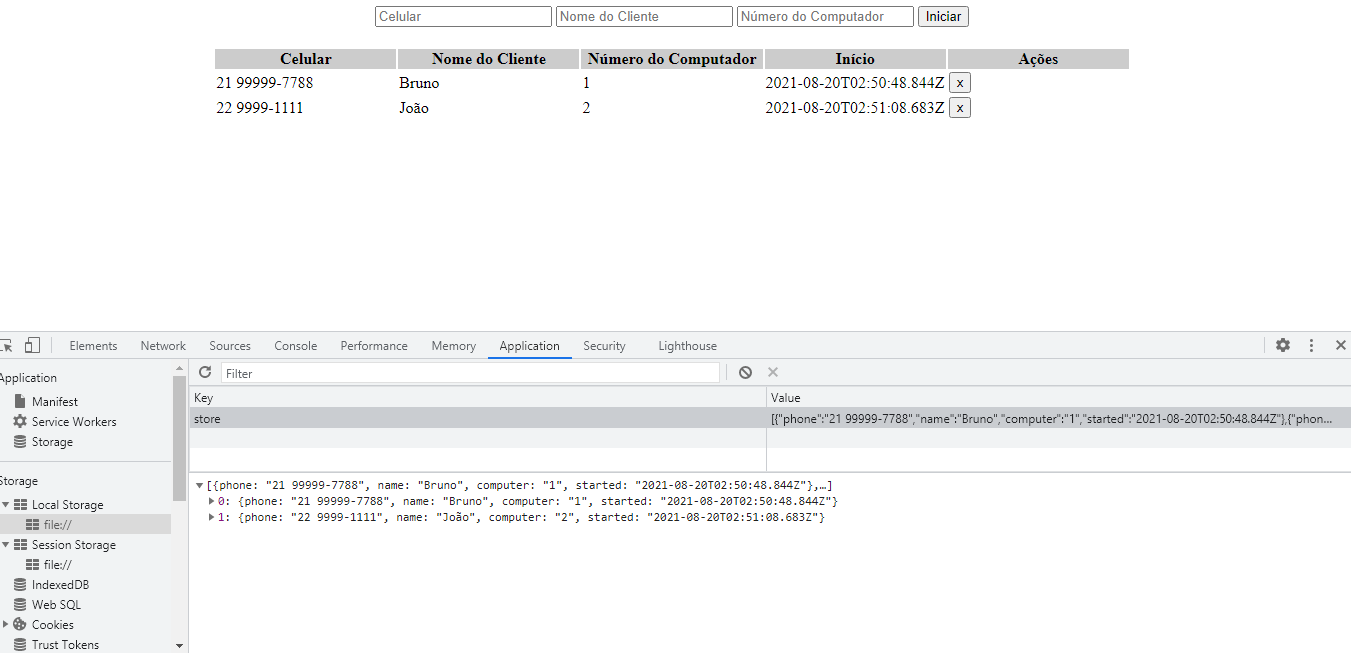 Celular Nome do Cliente Número do Computador Iniciar
Celular Nome do Cliente Número do Computador Início Ações
21 99999-7788 Bruno 1 2021-08-20T02:50:48.844Z x
22 9999-1111 João 2 2021-08-20T02:51:08.683Z x
Elements Network Sources Console Performance Memory Application Security Lighthouse
Application
Manifest
Service Workers
Storage
Storage
Local Storage
file://
Session Storage
file://
IndexedDB
Web SQL
Cookies
Trust Tokens
Filter
Key Value
store [{"phone":"21 99999-7788","name":"Bruno","computer":"1","started":"2021-08-20T02:50:48.844Z"},{"phon...
[{phone: "21 99999-7788", name: "Bruno", computer: "1", started: "2021-08-20T02:50:48.844Z"},…]
0: {phone: "21 99999-7788", name: "Bruno", computer: "1", started: "2021-08-20T02:50:48.844Z"}
1: {phone: "22 9999-1111", name: "João", computer: "2", started: "2021-08-20T02:51:08.683Z"}